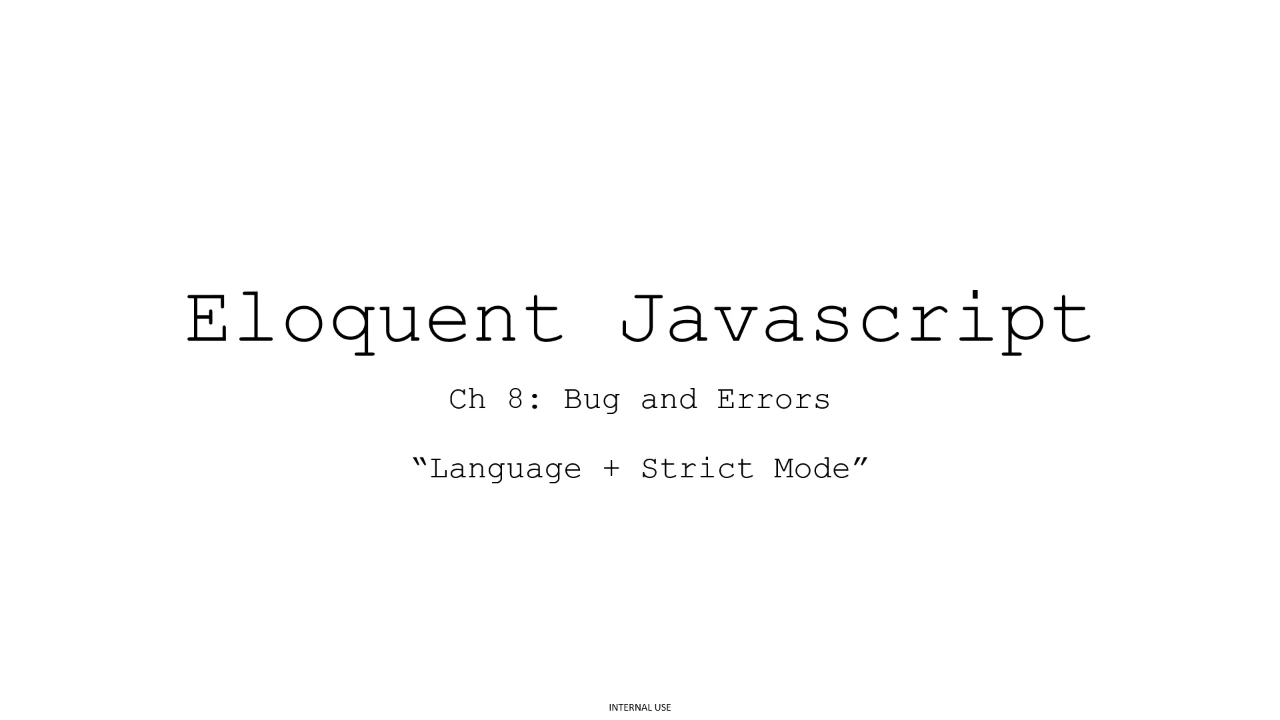 Eloquent Javascript
Ch 8: Bug and Errors
“Language + Strict Mode”
INTERNAL USE